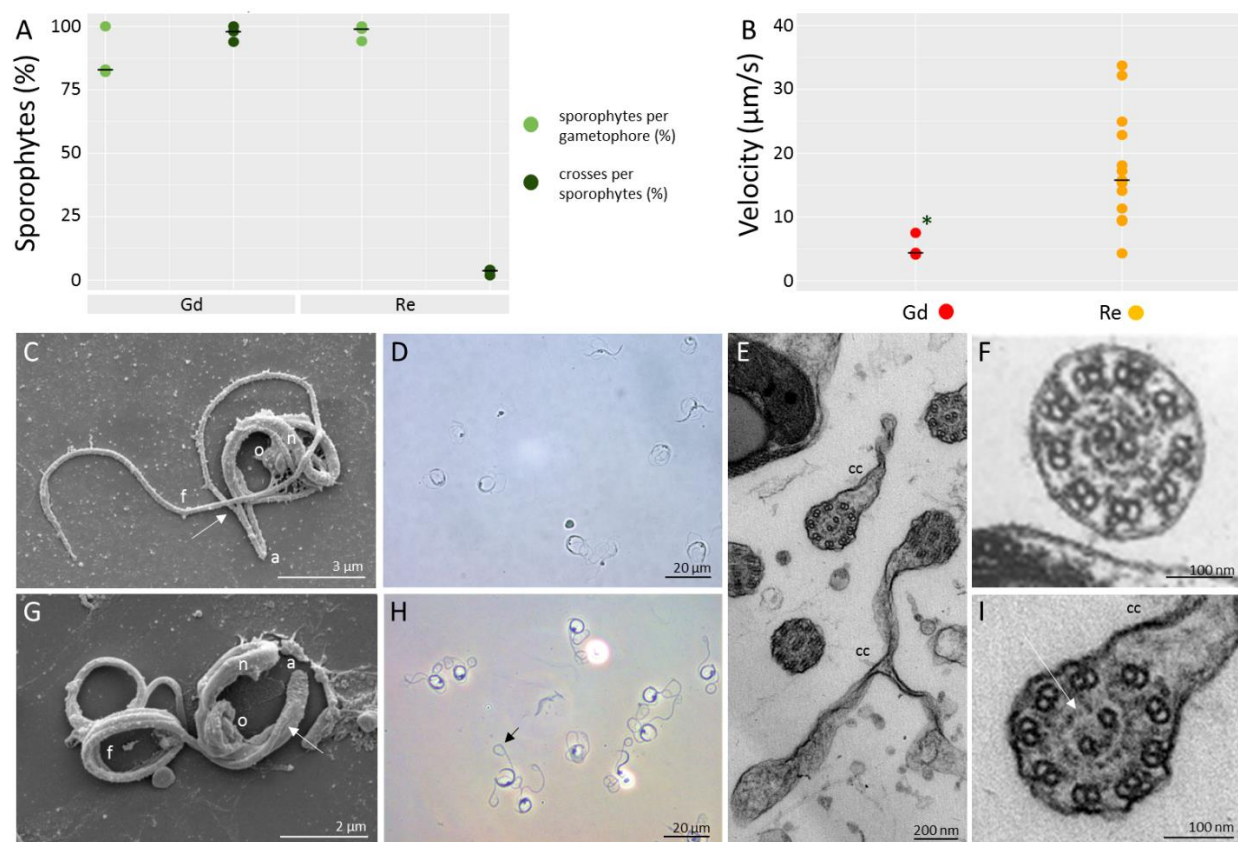 A
Sporophytes (%)
100
75
50
25
0
Gd
Re
sporophytes per
gametophore (%)
crosses per
sporophytes (%)
B
Velocity (µm/s)
40
30
20
10
0
*
Gd
Re
C
n
o
f
a
3 µm
D
20 µm
E
cc
cc
200 nm
F
100 nm
G
n
a
o
f
2 µm
H
20 µm
I
cc
100 nm